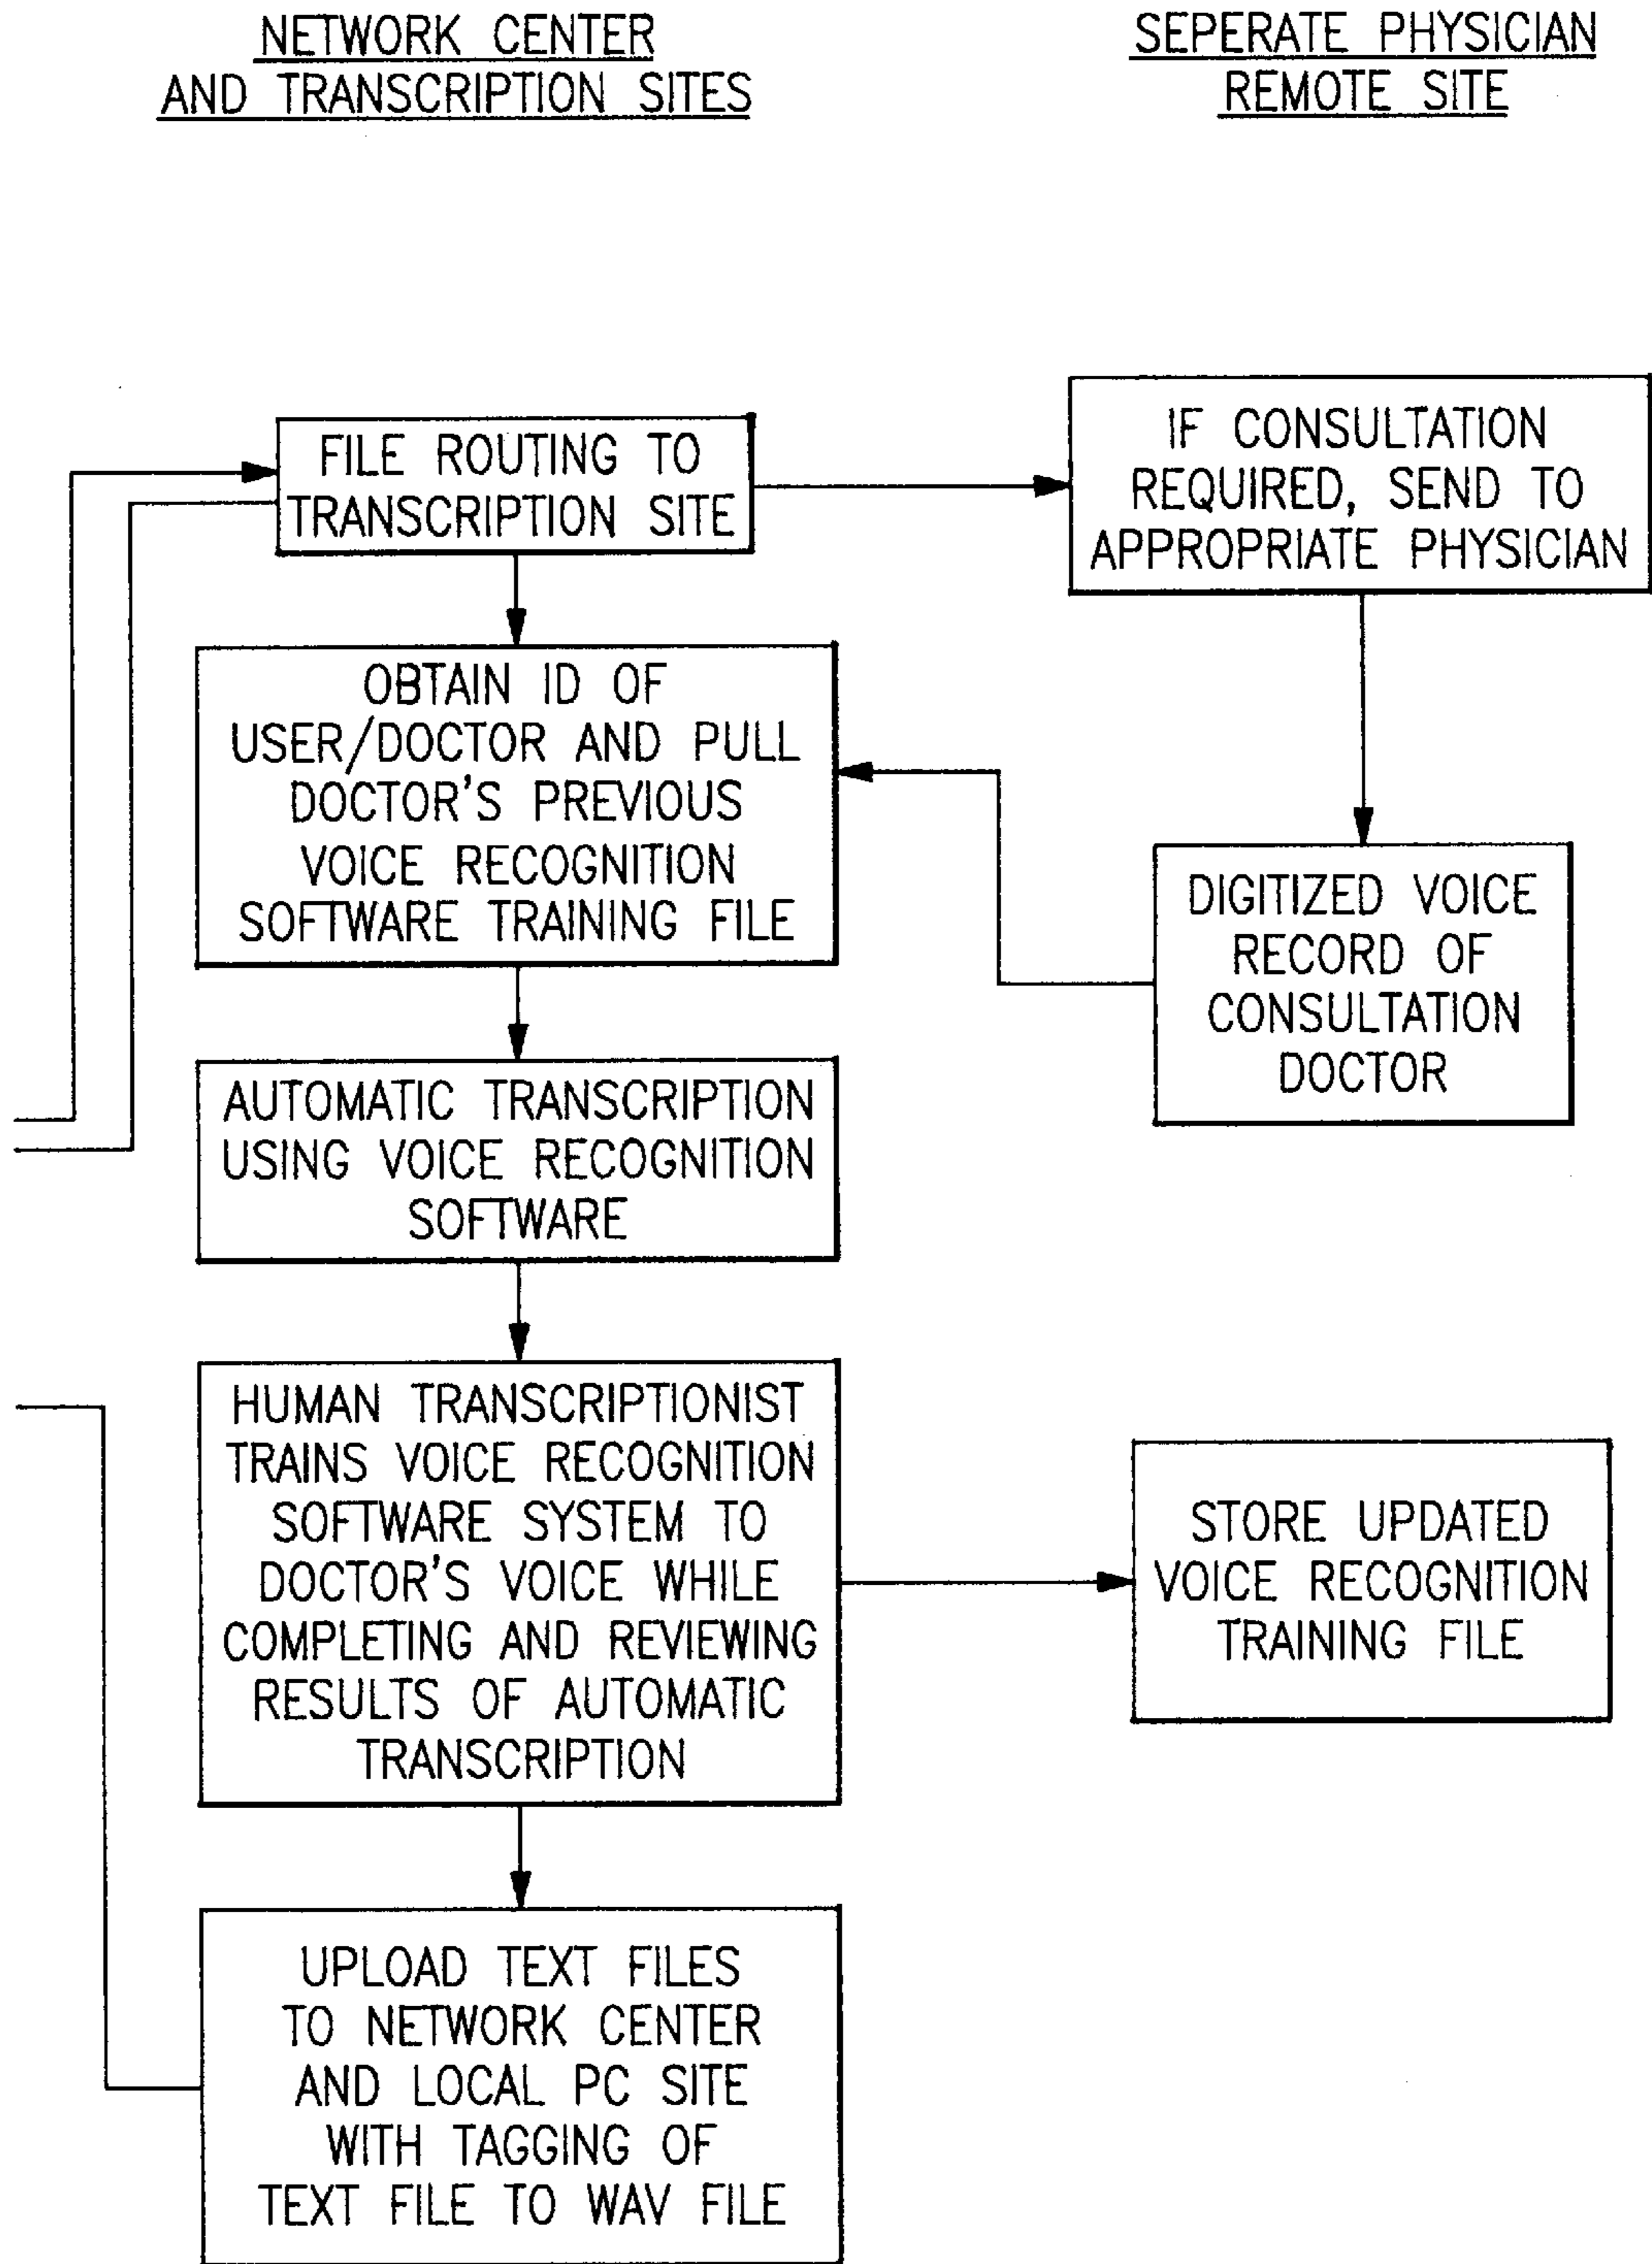 NETWORK CENTER
AND TRANSCRIPTION SITES
SEPERATE PHYSICIAN
REMOTE SITE
FILE ROUTING TO
TRANSCRIPTION SITE
IF CONSULTATION
REQUIRED, SEND TO
APPROPRIATE PHYSICIAN
OBTAIN ID OF
USER/DOCTOR AND PULL
DOCTOR'S PREVIOUS
VOICE RECOGNITION
SOFTWARE TRAINING FILE
DIGITIZED VOICE
RECORD OF
CONSULTATION
DOCTOR
AUTOMATIC TRANSCRIPTION
USING VOICE RECOGNITION
SOFTWARE
HUMAN TRANSCRIPTIONIST
TRAINS VOICE RECOGNITION
SOFTWARE SYSTEM TO
DOCTOR'S VOICE WHILE
COMPLETING AND REVIEWING
RESULTS OF AUTOMATIC
TRANSCRIPTION
STORE UPDATED
VOICE RECOGNITION
TRAINING FILE
UPLOAD TEXT FILES
TO NETWORK CENTER
AND LOCAL PC SITE
WITH TAGGING OF
TEXT FILE TO WAV FILE